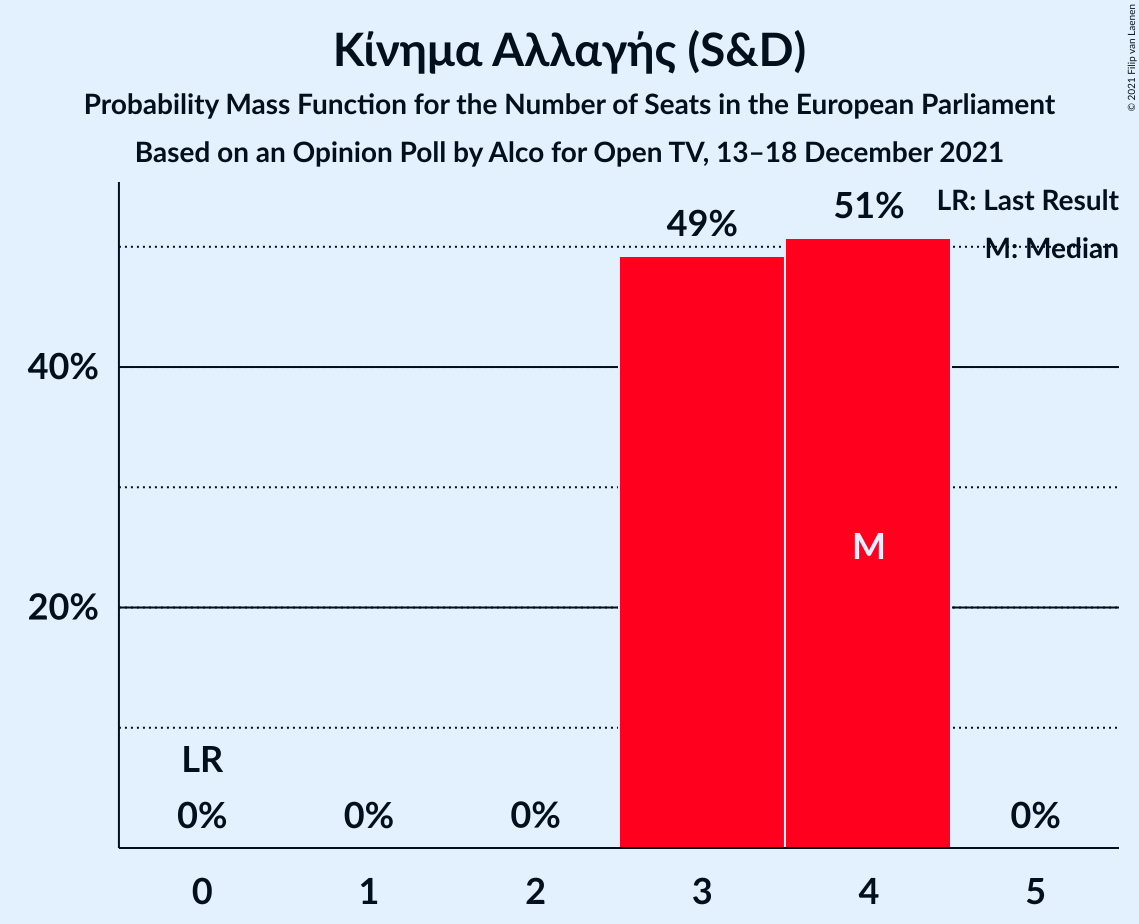 Κίνημα Αλλαγής (S&D)
Probability Mass Function for the Number of Seats in the European Parliament
Based on an Opinion Poll by Alco for Open TV, 13–18 December 2021
© 2021 Filip van Laenen
LR: Last Result
M: Median
49%
51%
40%
20%
M
LR
0%
0%
0%
0%
0
1
2
3
4
5